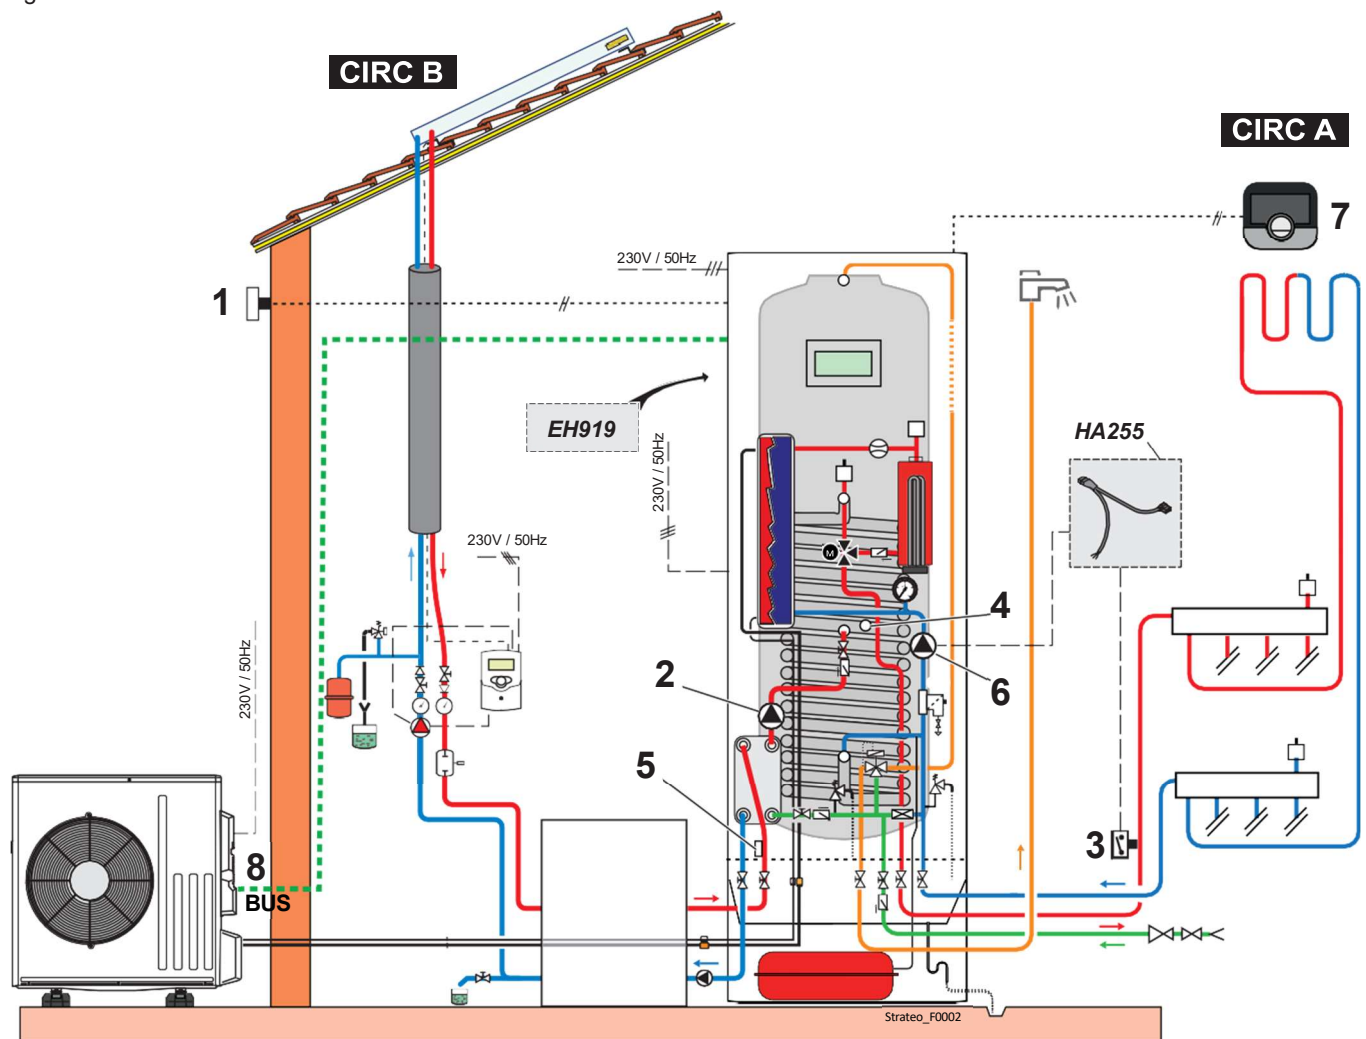 CIRC B
CIRC A
7
230V / 50Hz
1
EH919
HA255
230V / 50Hz
230V / 50Hz
M
4
2
6
230V / 50Hz
5
3
8
BUS
Strateo_F0002